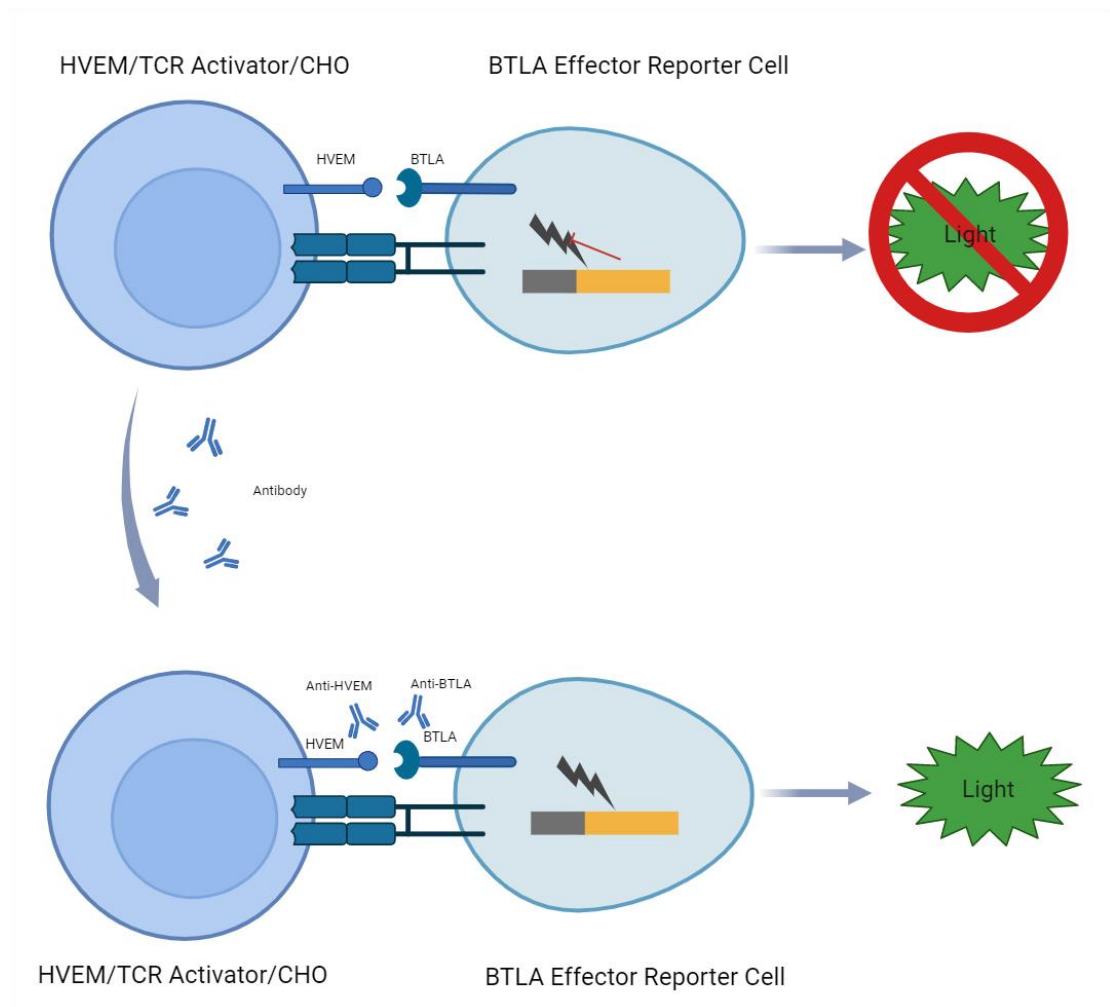 HVEM/TCR Activator/CHO
BTLA Effector Reporter Cell
HVEM
BTLA
Light
Antibody
Anti-HVEM
Anti-BTLA
HVEM
BTLA
Light
HVEM/TCR Activator/CHO
BTLA Effector Reporter Cell